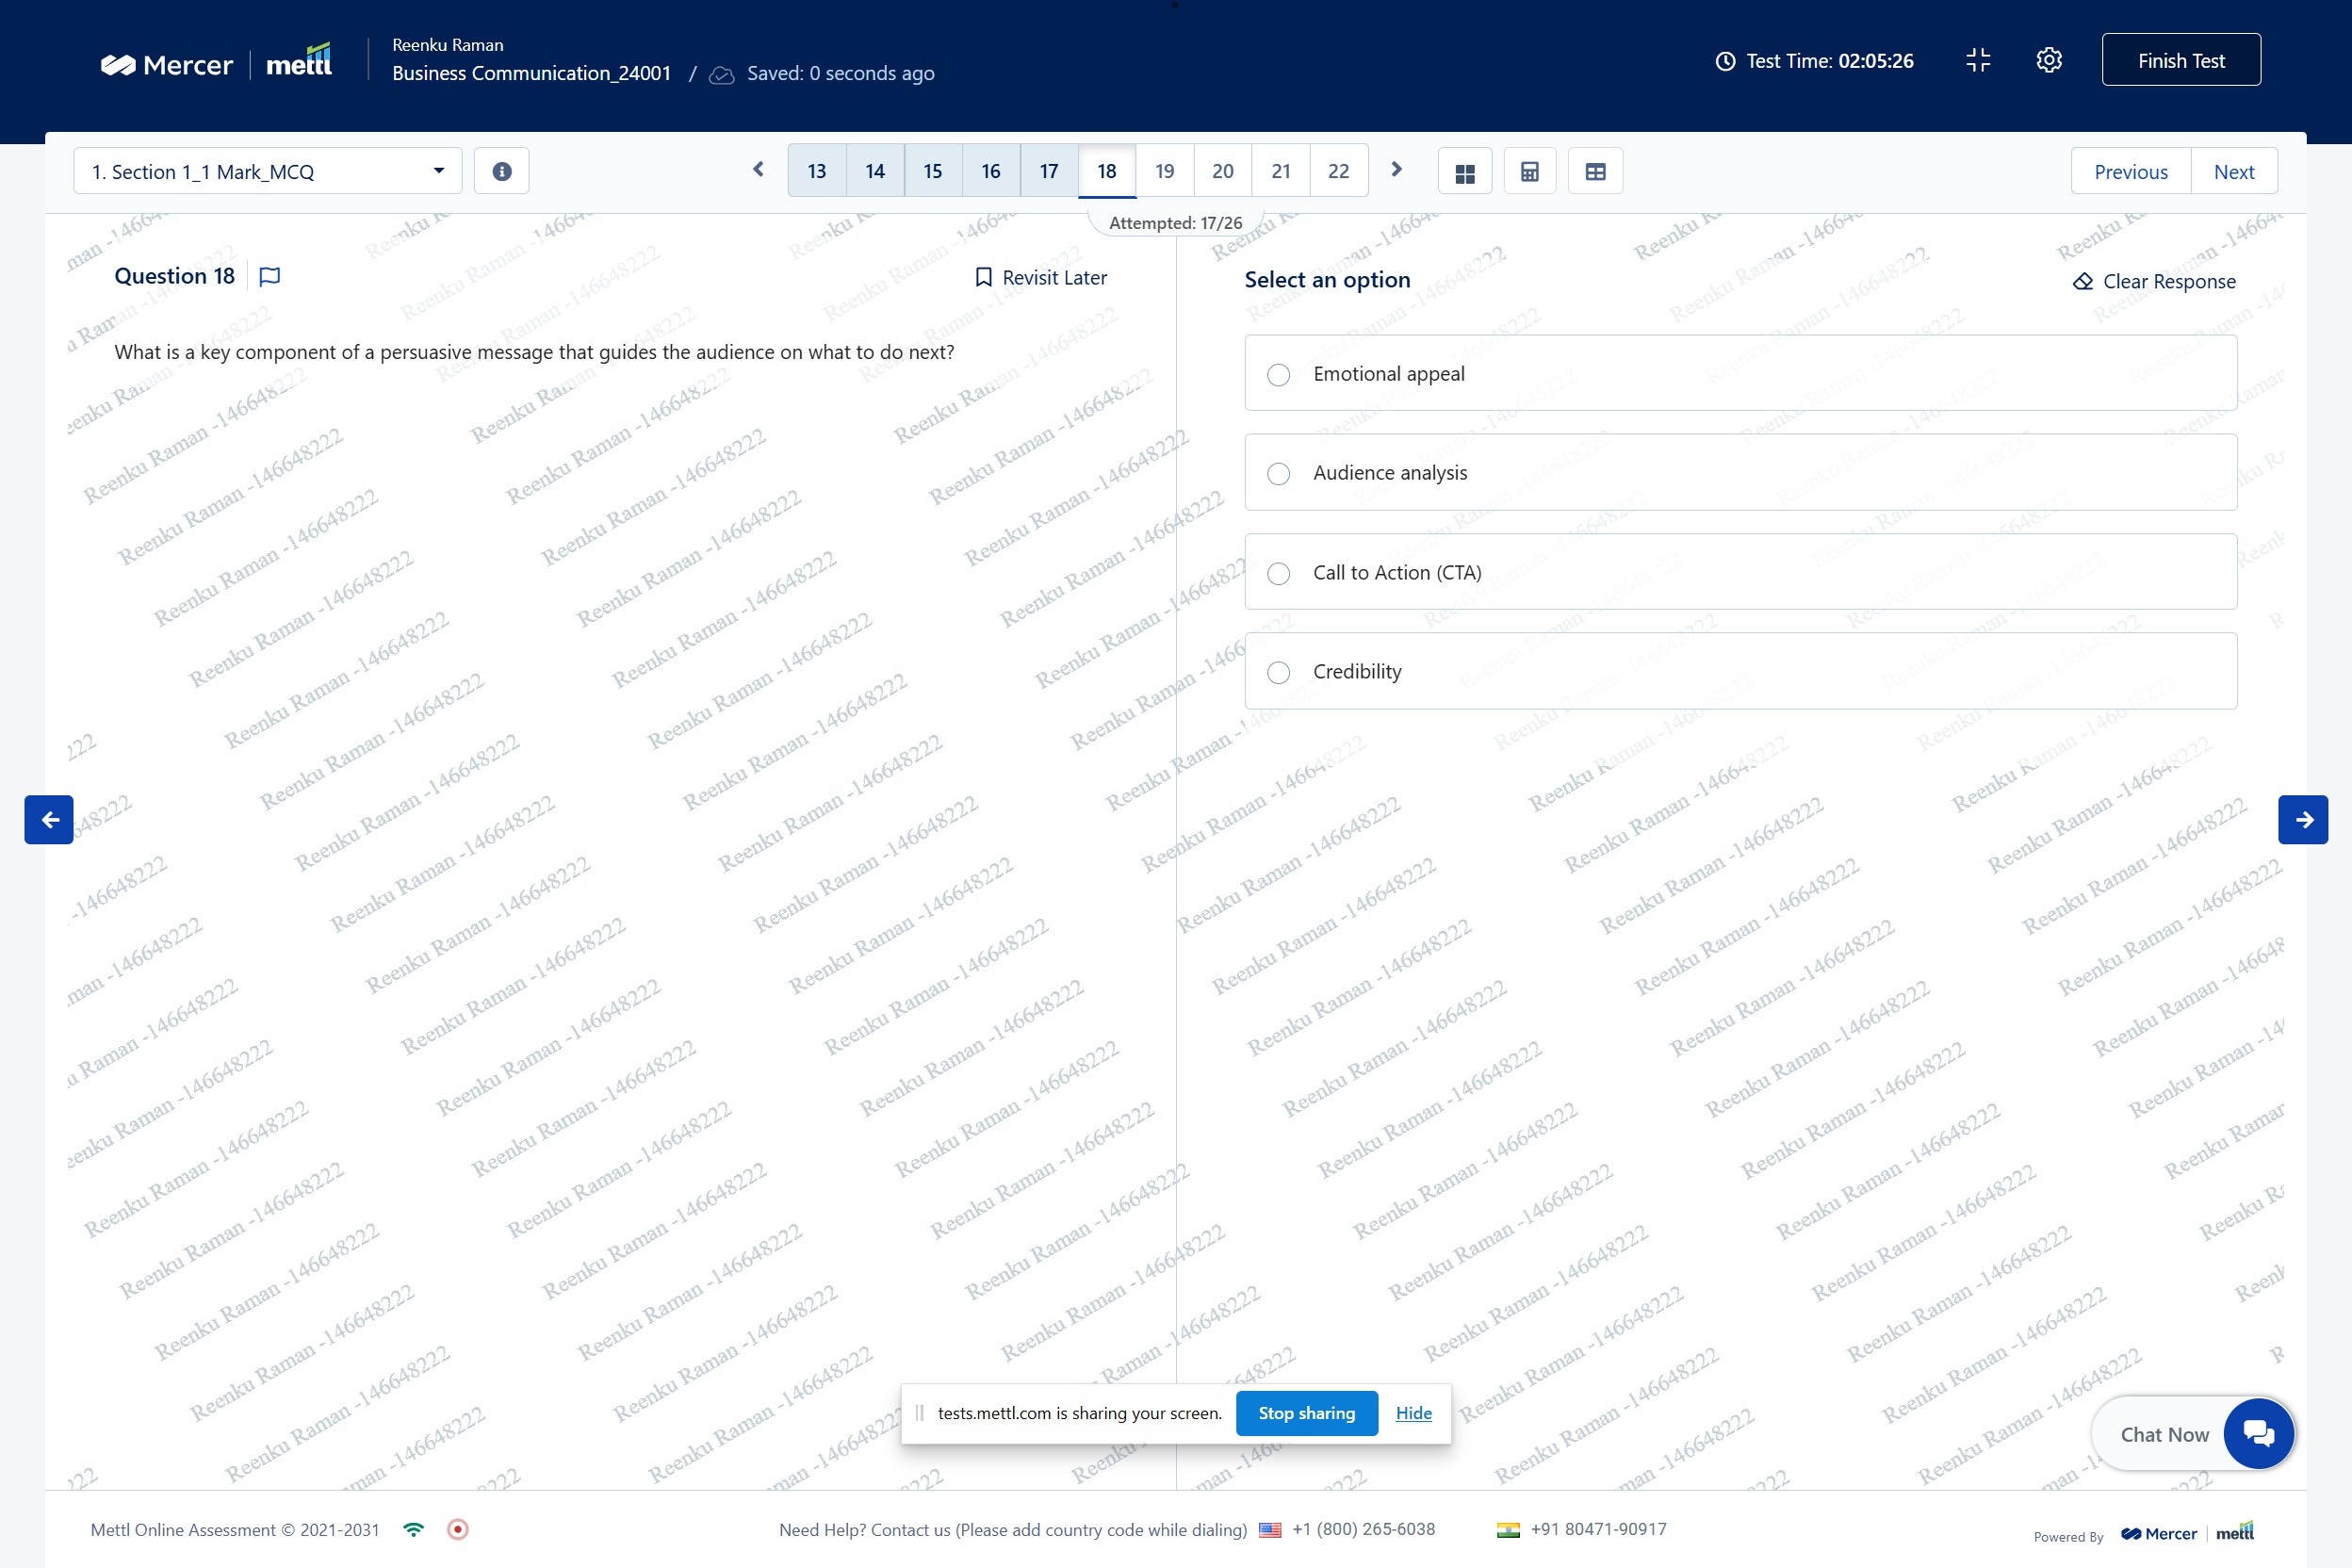 Mercer | mettl
Reenku Raman
Business Communication_24001 / Saved: 0 seconds ago
Test Time: 02:05:26
Finish Test
1. Section 1_1 Mark_MCQ
13 14 15 16 17 18 19 20 21 22
Previous Next
Attempted: 17/26
Question 18
Revisit Later
What is a key component of a persuasive message that guides the audience on what to do next?
Select an option
Clear Response
Emotional appeal
Audience analysis
Call to Action (CTA)
Credibility
Reenku Raman -146648222
tests.mettl.com is sharing your screen. Stop sharing Hide
Chat Now
Mettl Online Assessment © 2021-2031
Need Help? Contact us (Please add country code while dialing) +1 (800) 265-6038 +91 80471-90917
Powered By Mercer | mettl